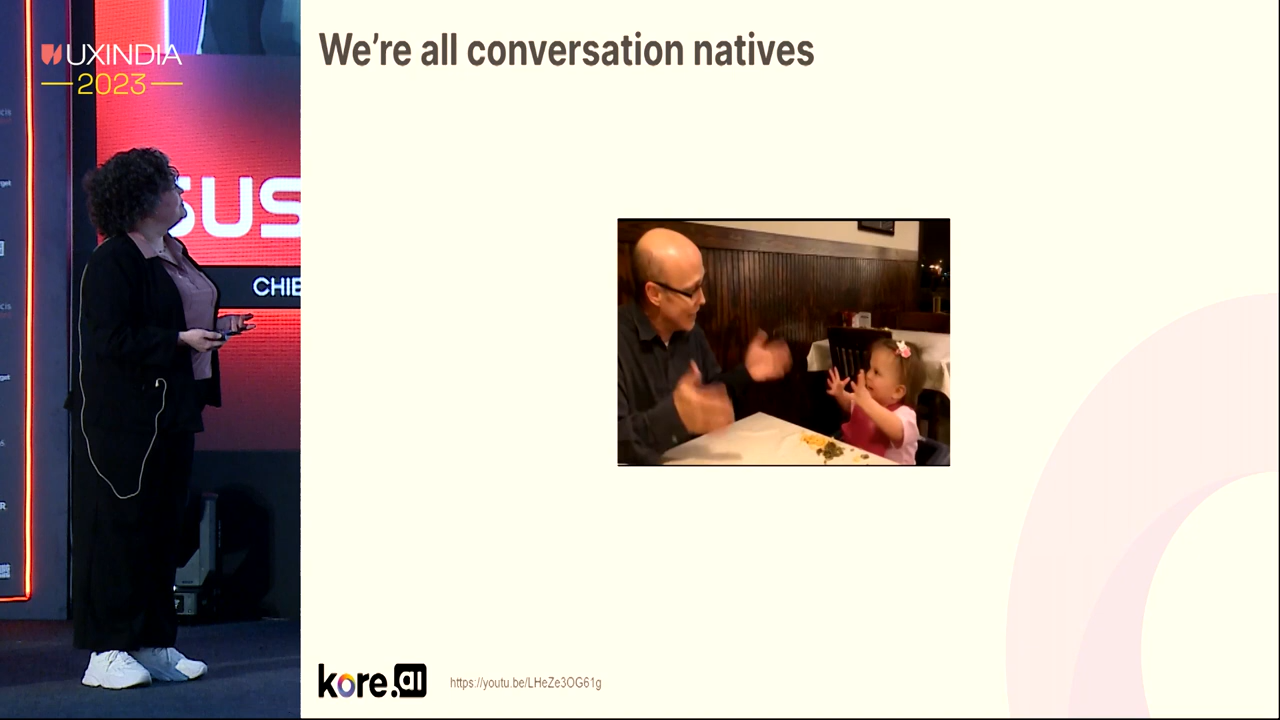 UXINDIA
2023
We're all conversation natives
SUS
CHIE
kore.ai
https://youtu.be/LHeZe3OG61g